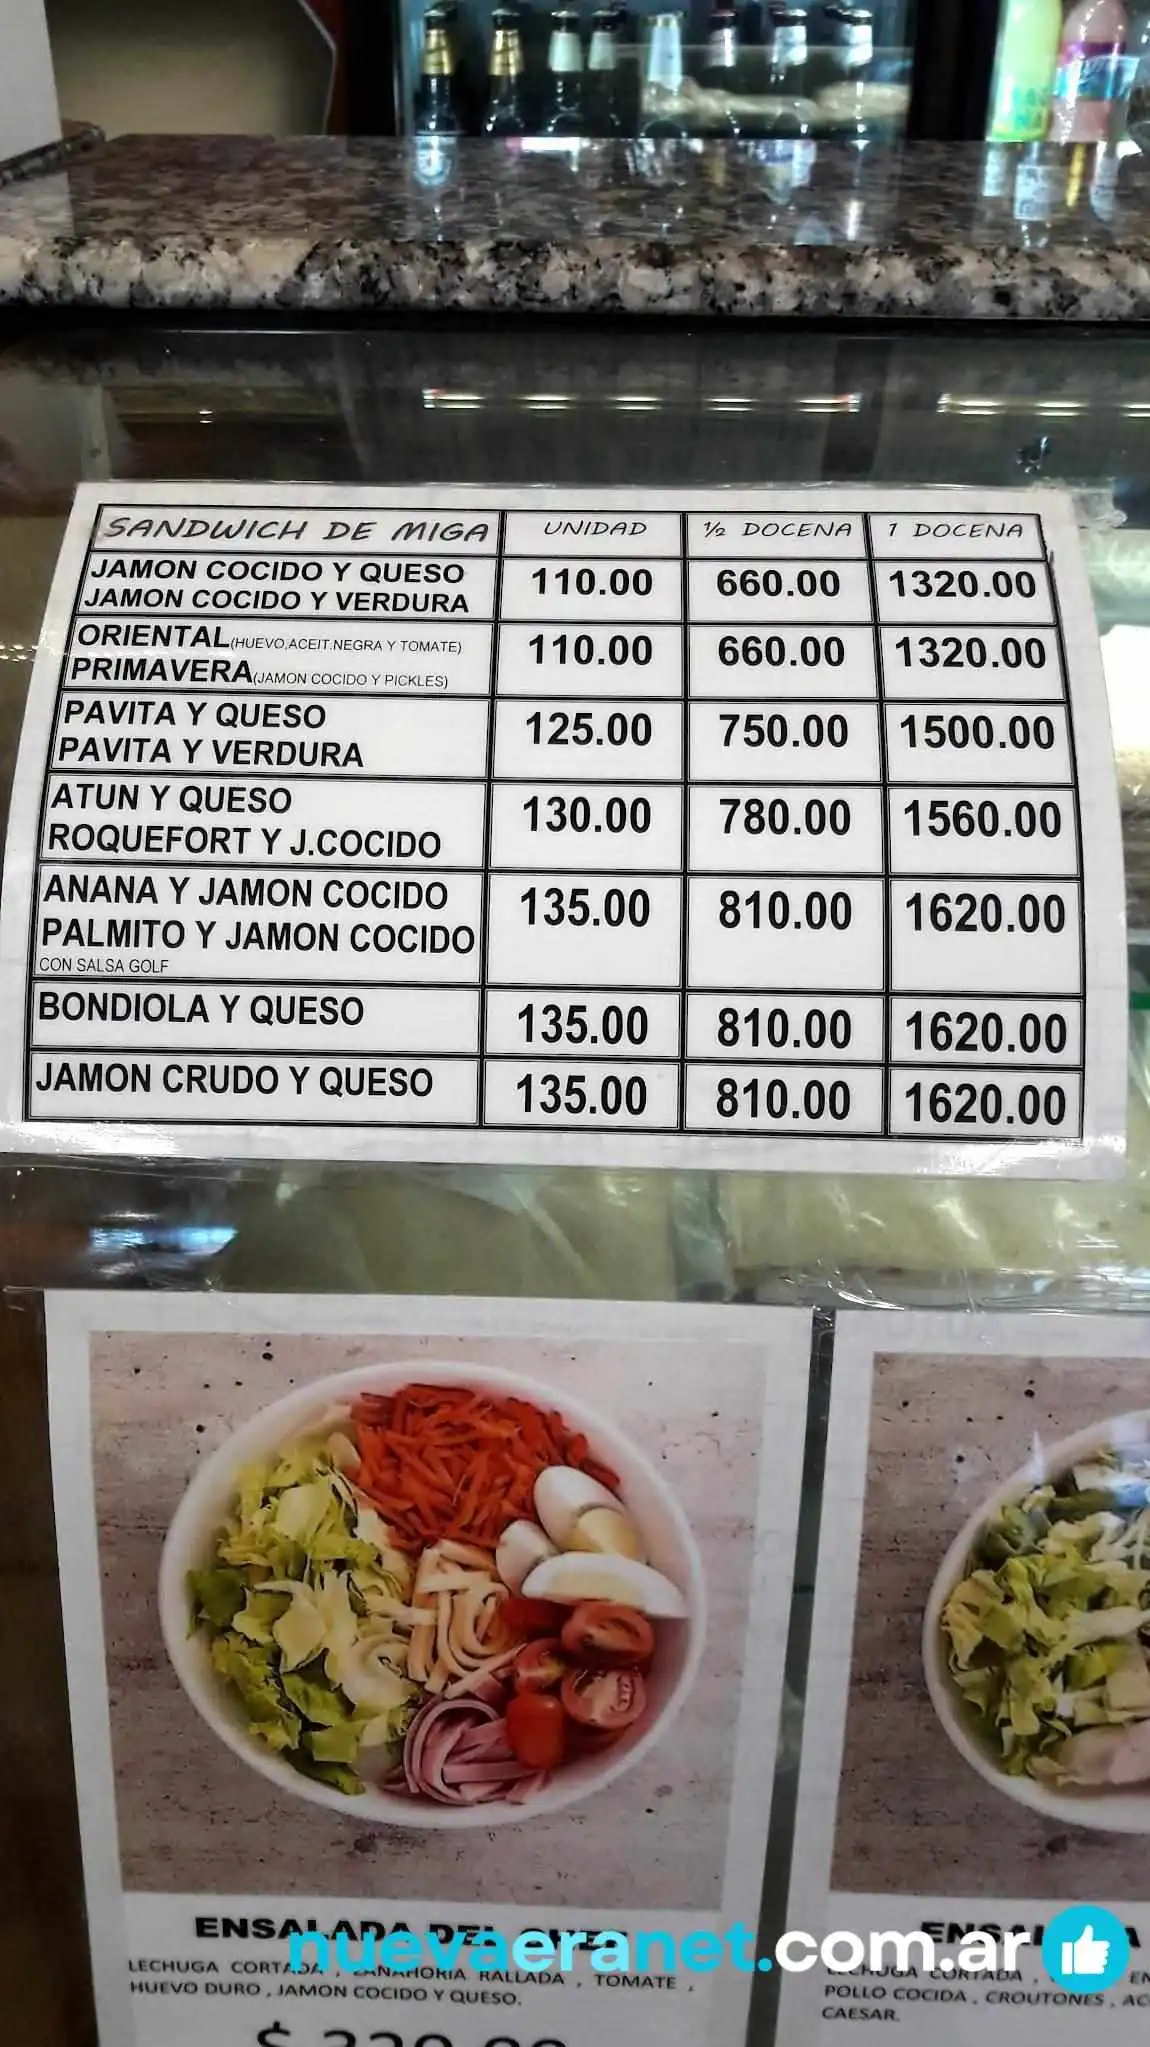 SANDWICH DE MIGA UNIDAD 1/2 DOCENA 1 DOCENA
JAMON COCIDO Y QUESO 110.00 660.00 1320.00
JAMON COCIDO Y VERDURA
ORIENTAL(HUEVO,ACEIT.NEGRA Y TOMATE) 110.00 660.00 1320.00
PRIMAVERA(JAMON COCIDO Y PICKLES)
PAVITA Y QUESO 125.00 750.00 1500.00
PAVITA Y VERDURA
ATUN Y QUESO 130.00 780.00 1560.00
ROQUEFORT Y J.COCIDO
ANANA Y JAMON COCIDO 135.00 810.00 1620.00
PALMITO Y JAMON COCIDO
CON SALSA GOLF
BONDIOLA Y QUESO 135.00 810.00 1620.00
JAMON CRUDO Y QUESO 135.00 810.00 1620.00
ENSALADA DEL CHEF
LECHUGA CORTADA , ZANAHORIA RALLADA , TOMATE ,
HUEVO DURO , JAMON COCIDO Y QUESO.
LECHUGA CORTADA ,
POLLO COCIDA , CROUTONES ,
CAESAR.
nuevaeranet.com.ar